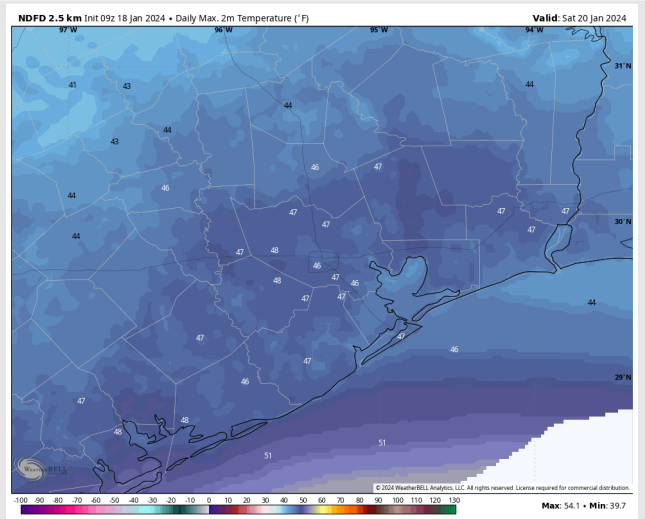 NDFD 2.5 km Init 09z 18 Jan 2024 • Daily Max. 2m Temperature (°F)
Valid: Sat 20 Jan 2024
97°W 96°W 95°W 94°W
31°N
41 43 44 44
44
43
46 47
46
44
47 47 47
30°N
47 47
44
47 48
46
48 47 46
47 47
44
47 47
46
47
29°N
46
47
48
48
51
51
WeatherBELL
© 2024 WeatherBELL Analytics, LLC. All rights reserved. License required for commercial distribution.
-100 -90 -80 -70 -60 -50 -40 -30 -20 -10 0 10 20 30 40 50 60 70 80 90 100 110 120 130
Max: 54.1 • Min: 39.7